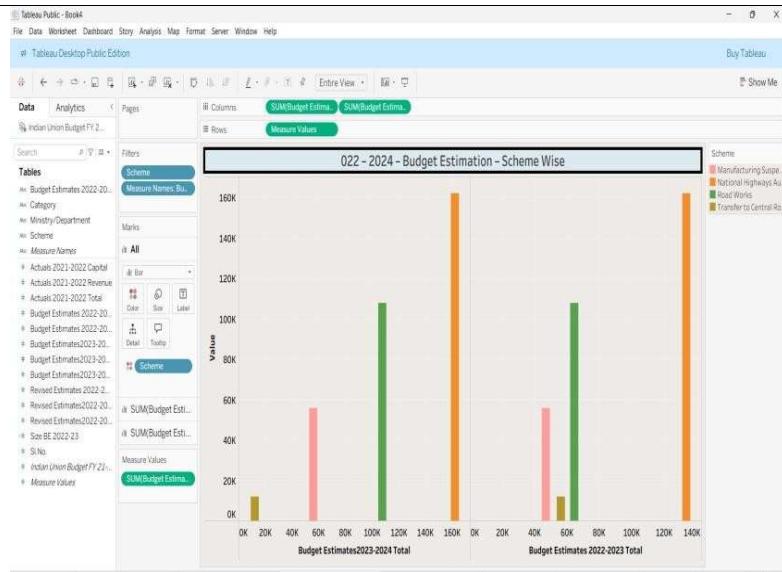 Tableau Public - Book4
File Data Worksheet Dashboard Story Analysis Map Format Server Window Help
Tableau Desktop Public Edition
Buy Tableau
Entire View
Show Me
Data Analytics
Pages
Columns
SUM(Budget Estima.. SUM(Budget Estima..
Indian Union Budget FY 2...
Rows
Measure Values
Search
Tables
Abc Budget Estimates 2022-20...
Abc Category
Abc Ministry/Department
Abc Scheme
Abc Measure Names
# Actuals 2021-2022 Capital
# Actuals 2021-2022 Revenue
# Actuals 2021-2022 Total
# Budget Estimates 2022-20...
# Budget Estimates 2022-20...
# Budget Estimates2023-20...
# Budget Estimates2023-20...
# Budget Estimates2023-20...
# Revised Estimates 2022-2...
# Revised Estimates2022-20...
# Revised Estimates2022-20...
# Size BE 2022-23
# Sl.No.
# Indian Union Budget FY 21-...
# Measure Values
Filters
Scheme
Measure Names: Bu..
Marks
All
Bar
Color Size Label
Detail Tooltip
Scheme
SUM(Budget Esti...
SUM(Budget Esti...
Measure Values
SUM(Budget Estima..
022 - 2024 - Budget Estimation - Scheme Wise
160K
140K
120K
100K
80K
60K
40K
20K
0K
Value
0K 20K 40K 60K 80K 100K 120K 140K 160K 0K 20K 40K 60K 80K 100K 120K 140K
Budget Estimates2023-2024 Total
Budget Estimates 2022-2023 Total
Scheme
Manufacturing Suspe..
National Highways Au..
Road Works
Transfer to Central Ro..